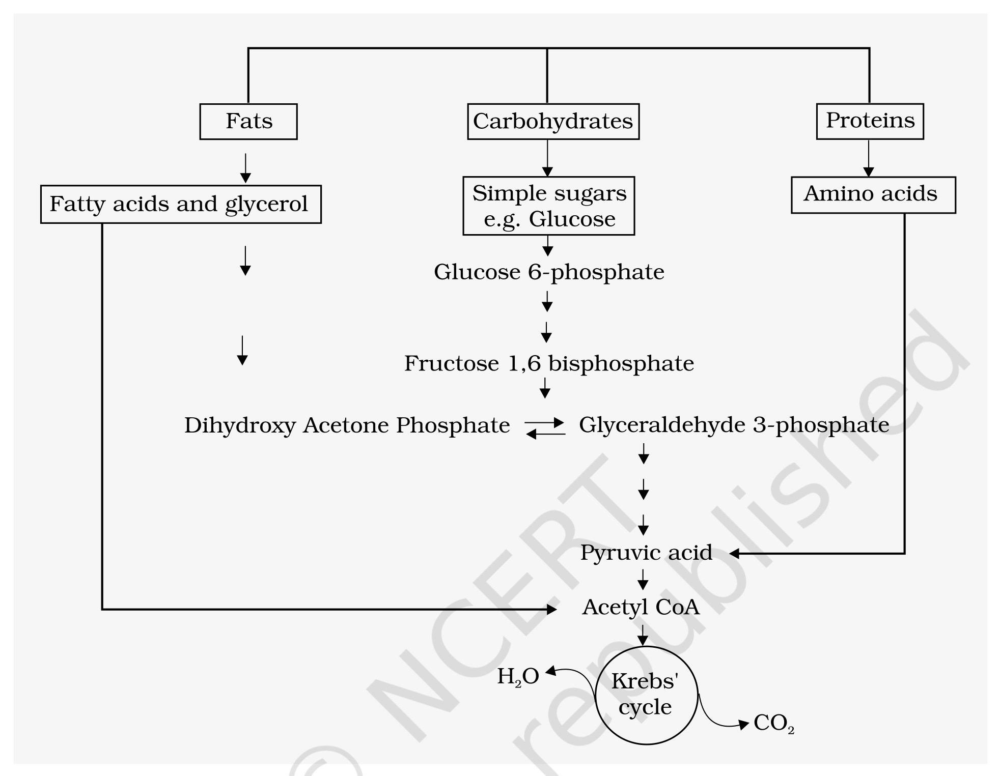 Fats
Carbohydrates
Proteins
Fatty acids and glycerol
Simple sugars
e.g. Glucose
Amino acids
Glucose 6-phosphate
Fructose 1,6 bisphosphate
Dihydroxy Acetone Phosphate
Glyceraldehyde 3-phosphate
Pyruvic acid
Acetyl CoA
H₂O
Krebs'
cycle
CO₂
© NCERT
republished